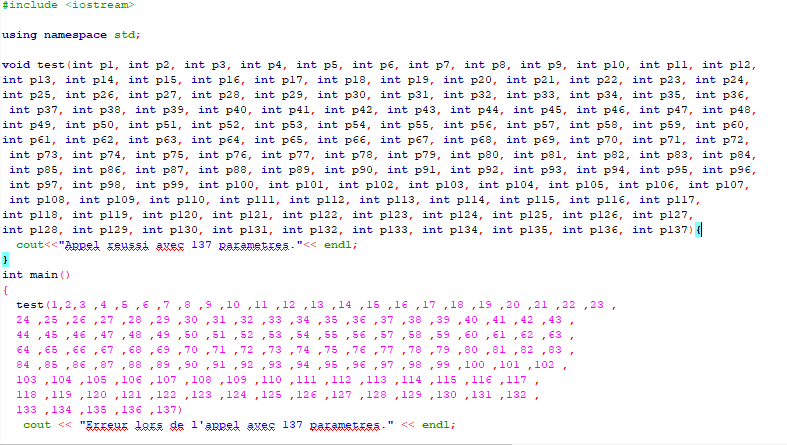 #include <iostream>
using namespace std;
void test(int p1, int p2, int p3, int p4, int p5, int p6, int p7, int p8, int p9, int p10, int p11, int p12,
int p13, int p14, int p15, int p16, int p17, int p18, int p19, int p20, int p21, int p22, int p23, int p24,
int p25, int p26, int p27, int p28, int p29, int p30, int p31, int p32, int p33, int p34, int p35, int p36,
int p37, int p38, int p39, int p40, int p41, int p42, int p43, int p44, int p45, int p46, int p47, int p48,
int p49, int p50, int p51, int p52, int p53, int p54, int p55, int p56, int p57, int p58, int p59, int p60,
int p61, int p62, int p63, int p64, int p65, int p66, int p67, int p68, int p69, int p70, int p71, int p72,
int p73, int p74, int p75, int p76, int p77, int p78, int p79, int p80, int p81, int p82, int p83, int p84,
int p85, int p86, int p87, int p88, int p89, int p90, int p91, int p92, int p93, int p94, int p95, int p96,
int p97, int p98, int p99, int p100, int p101, int p102, int p103, int p104, int p105, int p106, int p107,
int p108, int p109, int p110, int p111, int p112, int p113, int p114, int p115, int p116, int p117,
int p118, int p119, int p120, int p121, int p122, int p123, int p124, int p125, int p126, int p127,
int p128, int p129, int p130, int p131, int p132, int p133, int p134, int p135, int p136, int p137){
cout<<"Appel reussi avec 137 parametres."<< endl;
}
int main()
{
test(1,2,3 ,4 ,5 ,6 ,7 ,8 ,9 ,10 ,11 ,12 ,13 ,14 ,15 ,16 ,17 ,18 ,19 ,20 ,21 ,22 ,23 ,
24 ,25 ,26 ,27 ,28 ,29 ,30 ,31 ,32 ,33 ,34 ,35 ,36 ,37 ,38 ,39 ,40 ,41 ,42 ,43 ,
44 ,45 ,46 ,47 ,48 ,49 ,50 ,51 ,52 ,53 ,54 ,55 ,56 ,57 ,58 ,59 ,60 ,61 ,62 ,63 ,
64 ,65 ,66 ,67 ,68 ,69 ,70 ,71 ,72 ,73 ,74 ,75 ,76 ,77 ,78 ,79 ,80 ,81 ,82 ,83 ,
84 ,85 ,86 ,87 ,88 ,89 ,90 ,91 ,92 ,93 ,94 ,95 ,96 ,97 ,98 ,99 ,100 ,101 ,102 ,
103 ,104 ,105 ,106 ,107 ,108 ,109 ,110 ,111 ,112 ,113 ,114 ,115 ,116 ,117 ,
118 ,119 ,120 ,121 ,122 ,123 ,124 ,125 ,126 ,127 ,128 ,129 ,130 ,131 ,132 ,
133 ,134 ,135 ,136 ,137)
cout << "Erreur lors de l'appel avec 137 parametres." << endl;